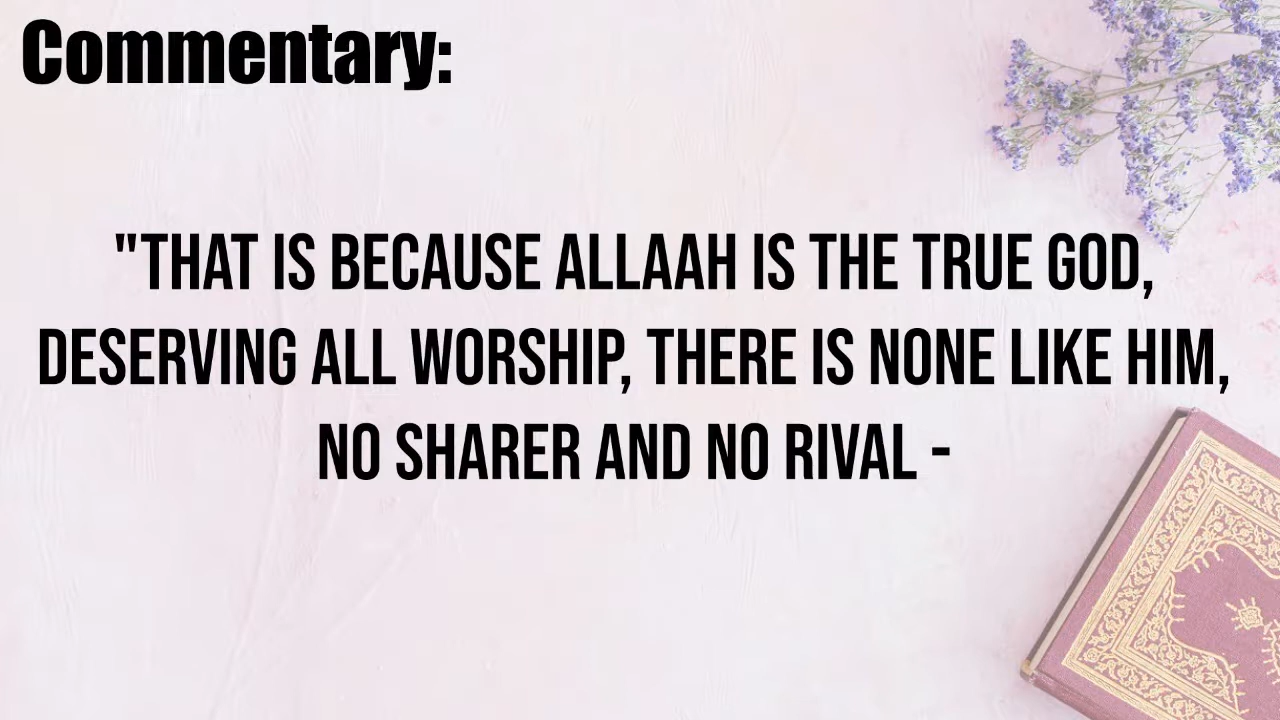 Commentary:
"THAT IS BECAUSE ALLAAH IS THE TRUE GOD,
DESERVING ALL WORSHIP, THERE IS NONE LIKE HIM,
NO SHARER AND NO RIVAL -